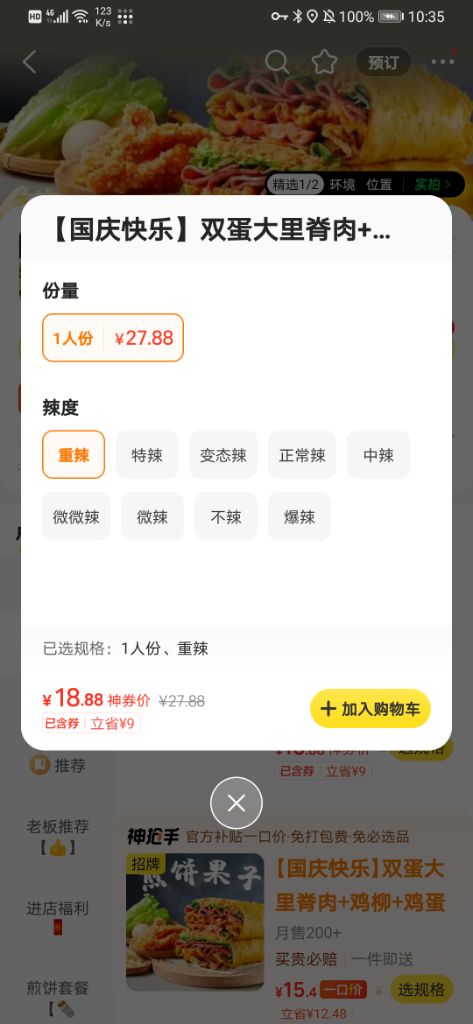 HD 4G 123 K/s 100% 10:35
预订
精选1/2 环境 位置 实拍
【国庆快乐】双蛋大里脊肉+...
份量
1人份 ¥27.88
辣度
重辣 特辣 变态辣 正常辣 中辣
微微辣 微辣 不辣 爆辣
已选规格：1人份、重辣
¥18.88 神券价 ¥27.88
已含券 立省¥9
加入购物车
选规格
已含券 立省¥9
推荐
老板推荐
【👍】
进店福利
🧧
煎饼套餐
神抢手 官方补贴一口价·免打包费·免必选品
招牌
煎饼果子
【国庆快乐】双蛋大
里脊肉+鸡柳+鸡蛋
月售200+
买贵必赔 一件即送
¥15.4 一口价 选规格
立省¥12.48